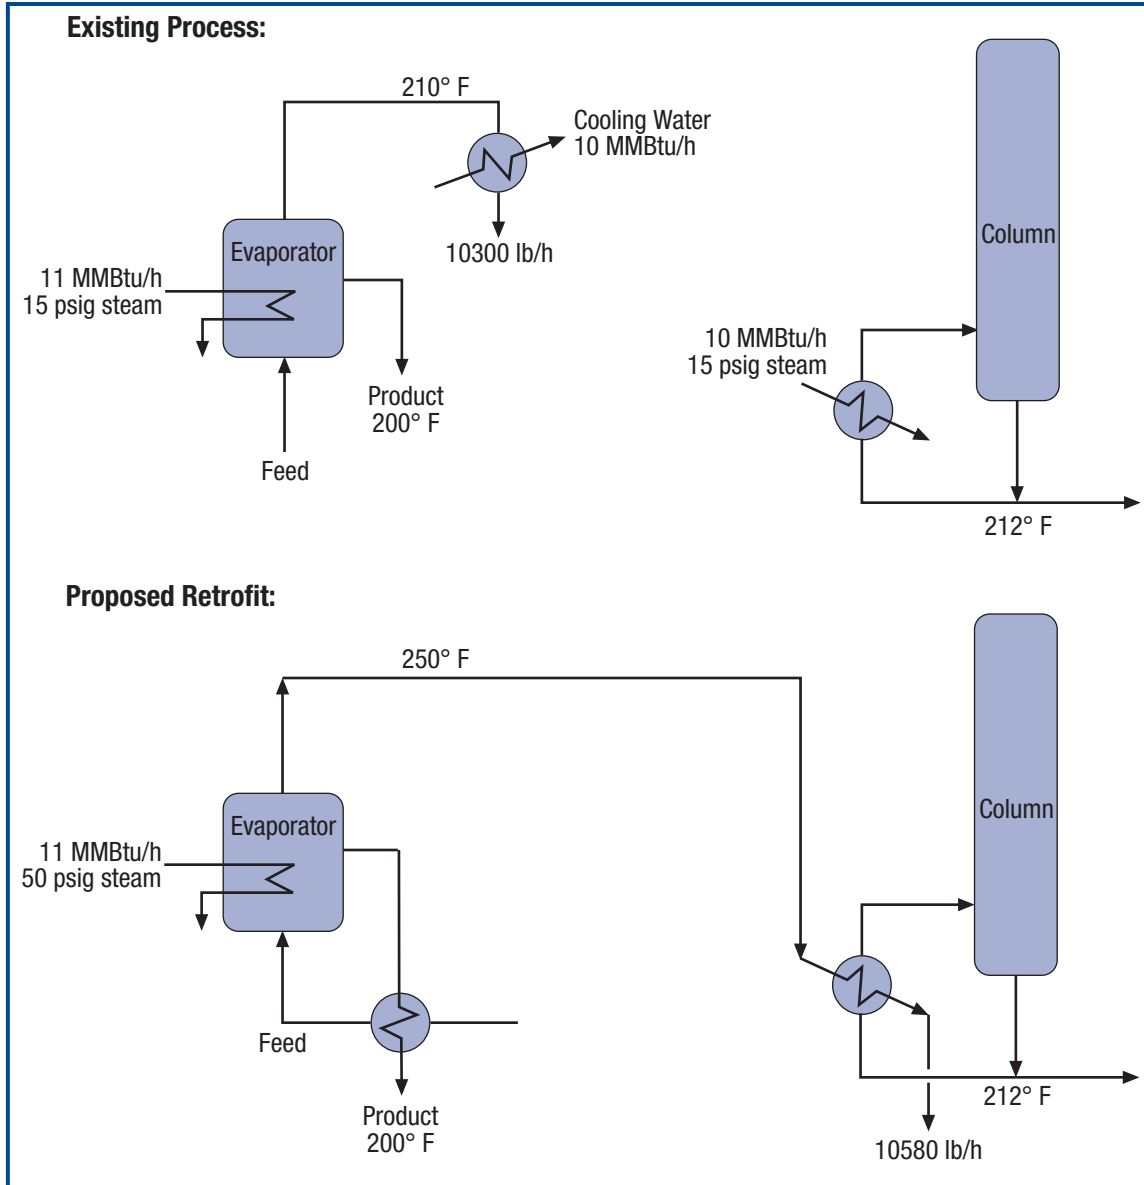 Existing Process:
210° F
Cooling Water
10 MMBtu/h
Evaporator
11 MMBtu/h
15 psig steam
10300 lb/h
Product
200° F
Feed
Column
10 MMBtu/h
15 psig steam
212° F
Proposed Retrofit:
250° F
Evaporator
11 MMBtu/h
50 psig steam
Feed
Product
200° F
Column
212° F
10580 lb/h